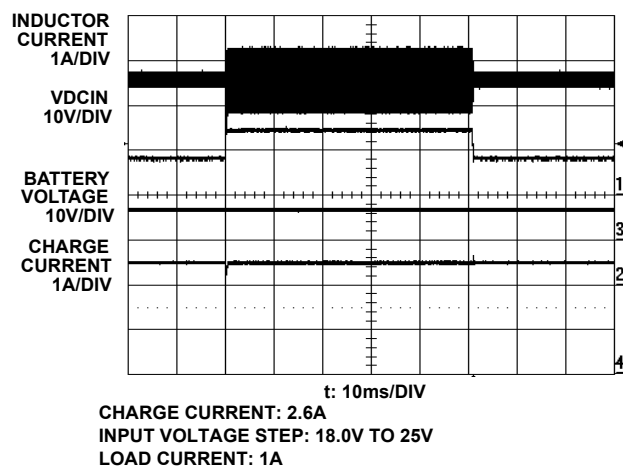 INDUCTOR
CURRENT
1A/DIV
VDCIN
10V/DIV
1
BATTERY
VOLTAGE
10V/DIV
3
CHARGE
CURRENT
1A/DIV
2
4
t: 10ms/DIV
CHARGE CURRENT: 2.6A
INPUT VOLTAGE STEP: 18.0V TO 25V
LOAD CURRENT: 1A